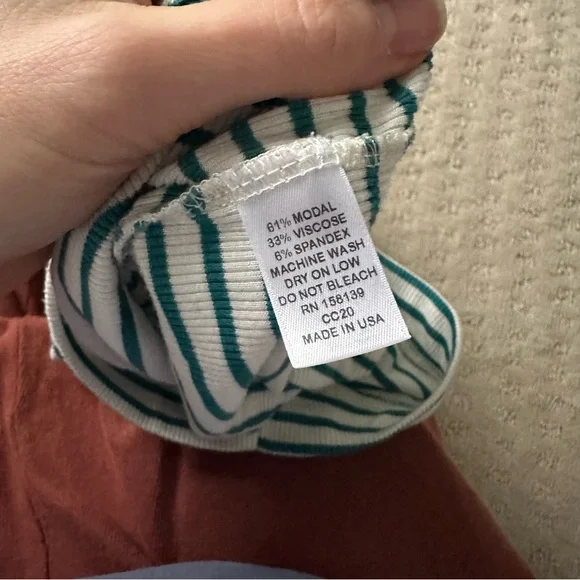 61% MODAL
33% VISCOSE
6% SPANDEX
MACHINE WASH
DRY ON LOW
DO NOT BLEACH
RN 158139
CC20
MADE IN USA